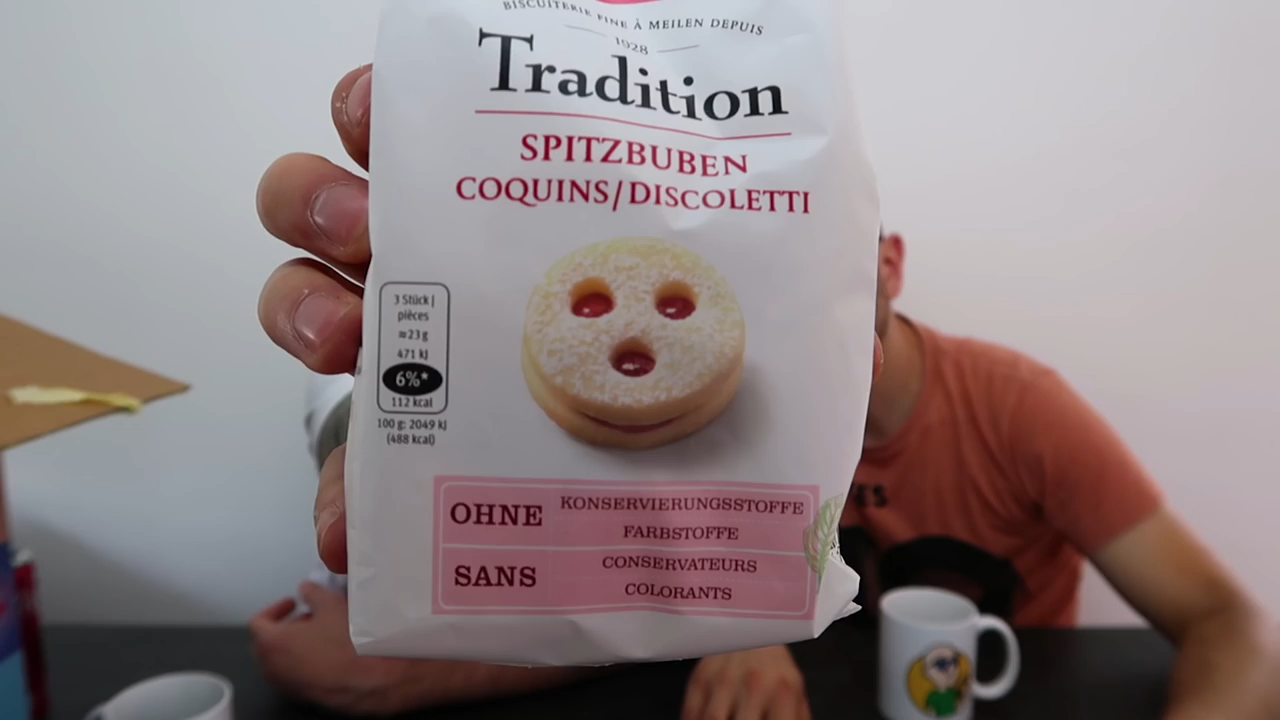 BISCUITERIE FINE À MEILEN DEPUIS
1928
Tradition
SPITZBUBEN
COQUINS/DISCOLETTI
3 Stück |
pièces
≈23 g
471 kJ
6%*
112 kcal
100 g: 2049 kJ
(488 kcal)
OHNE KONSERVIERUNGSSTOFFE
FARBSTOFFE
SANS CONSERVATEURS
COLORANTS